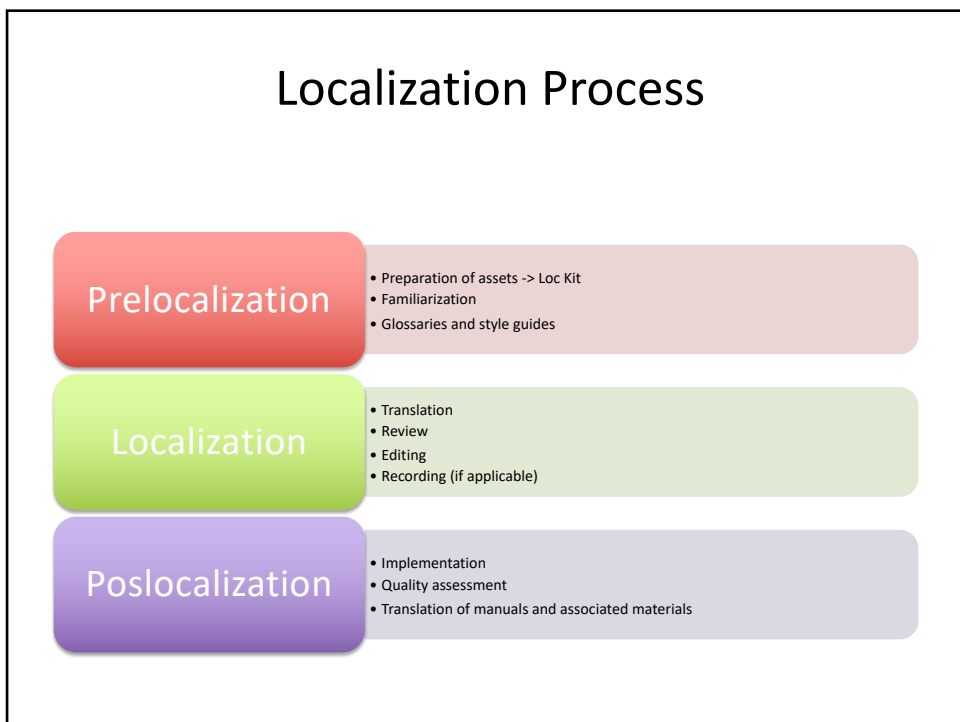 Localization Process
Prelocalization
• Preparation of assets -> Loc Kit
• Familiarization
• Glossaries and style guides
Localization
• Translation
• Review
• Editing
• Recording (if applicable)
Poslocalization
• Implementation
• Quality assessment
• Translation of manuals and associated materials